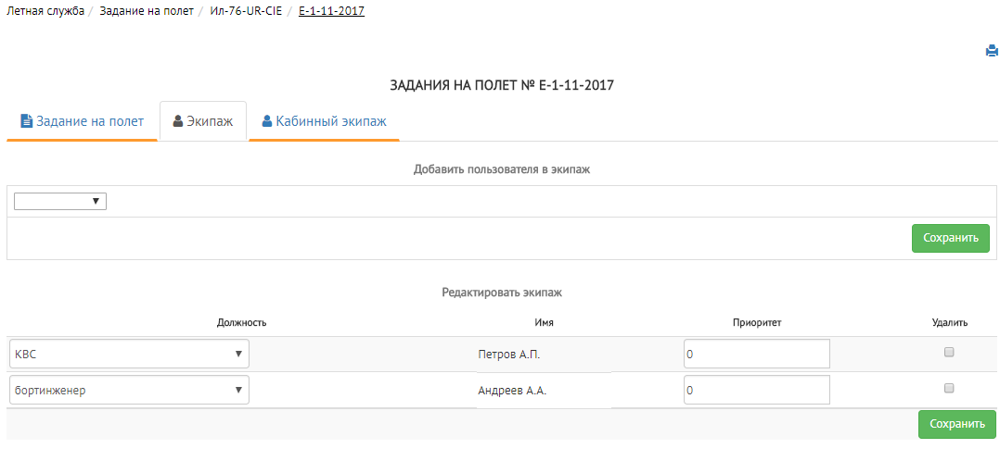 Летная служба / Задание на полет / Ил-76-UR-CIE / Е-1-11-2017
ЗАДАНИЯ НА ПОЛЕТ № Е-1-11-2017
Задание на полет Экипаж Кабинный экипаж
Добавить пользователя в экипаж
Сохранить
Редактировать экипаж
Должность Имя Приоритет Удалить
КВС Петров А.П. 0
бортинженер Андреев А.А. 0
Сохранить